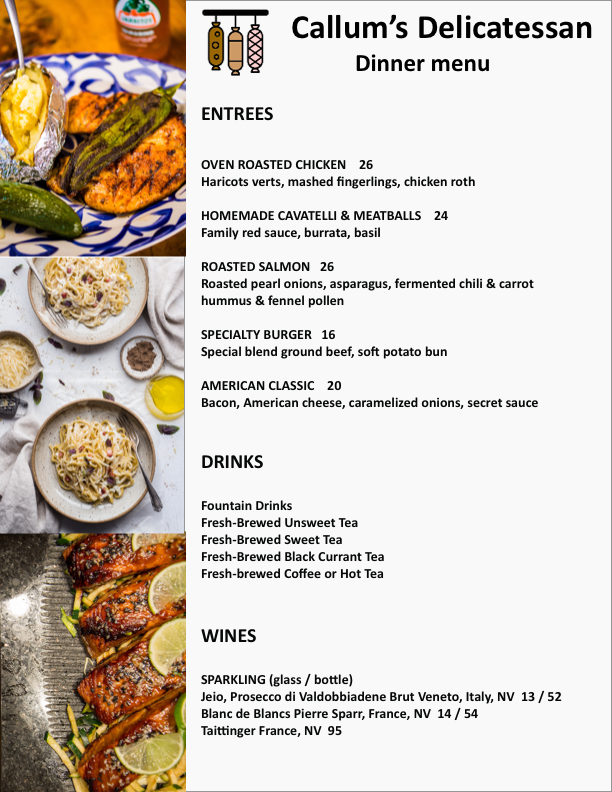 Callum's Delicatessan
Dinner menu
ENTREES
OVEN ROASTED CHICKEN 26
Haricots verts, mashed fingerlings, chicken roth
HOMEMADE CAVATELLI & MEATBALLS 24
Family red sauce, burrata, basil
ROASTED SALMON 26
Roasted pearl onions, asparagus, fermented chili & carrot
hummus & fennel pollen
SPECIALTY BURGER 16
Special blend ground beef, soft potato bun
AMERICAN CLASSIC 20
Bacon, American cheese, caramelized onions, secret sauce
DRINKS
Fountain Drinks
Fresh-Brewed Unsweet Tea
Fresh-Brewed Sweet Tea
Fresh-Brewed Black Currant Tea
Fresh-brewed Coffee or Hot Tea
WINES
SPARKLING (glass / bottle)
Jeio, Prosecco di Valdobbiadene Brut Veneto, Italy, NV 13 / 52
Blanc de Blancs Pierre Sparr, France, NV 14 / 54
Taittinger France, NV 95